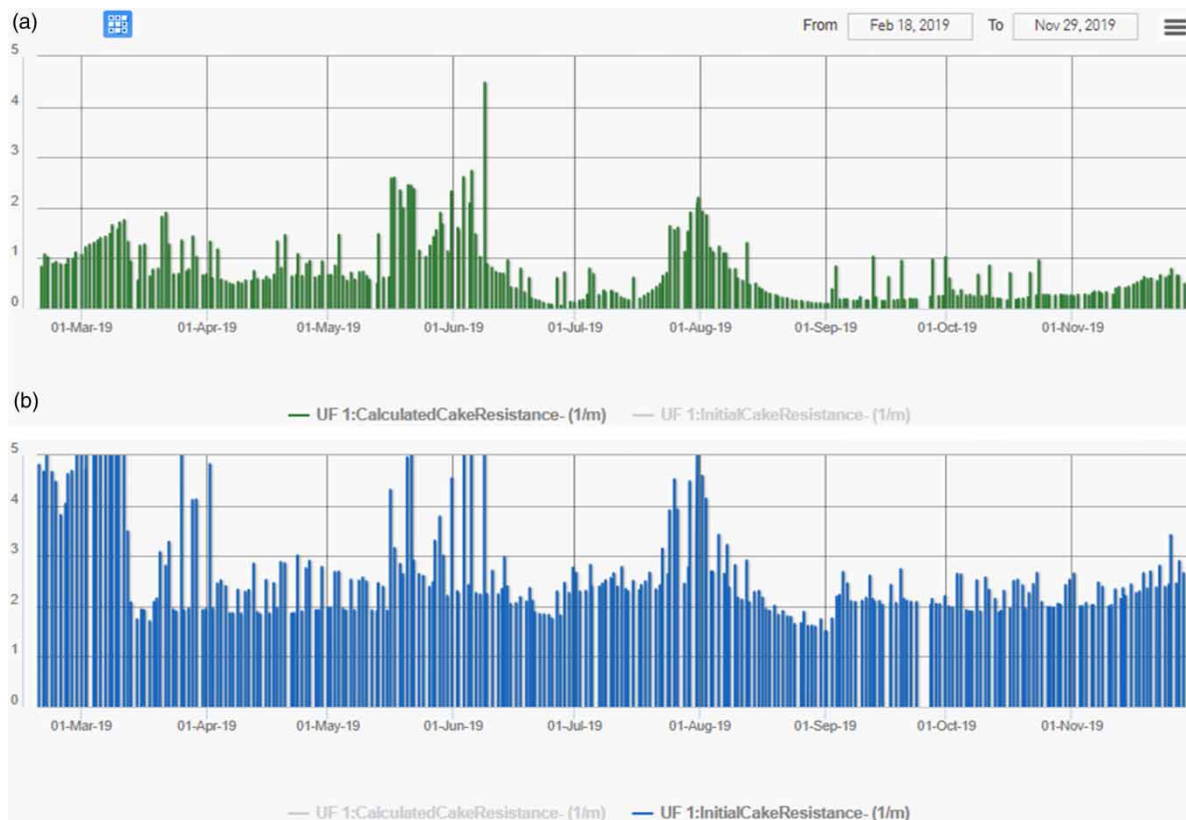 (a)
From Feb 18, 2019 To Nov 29, 2019
5
4
3
2
1
0
01-Mar-19 01-Apr-19 01-May-19 01-Jun-19 01-Jul-19 01-Aug-19 01-Sep-19 01-Oct-19 01-Nov-19
UF 1:CalculatedCakeResistance- (1/m) UF 1:InitialCakeResistance- (1/m)
(b)
5
4
3
2
1
0
01-Mar-19 01-Apr-19 01-May-19 01-Jun-19 01-Jul-19 01-Aug-19 01-Sep-19 01-Oct-19 01-Nov-19
UF 1:CalculatedCakeResistance- (1/m) UF 1:InitialCakeResistance- (1/m)